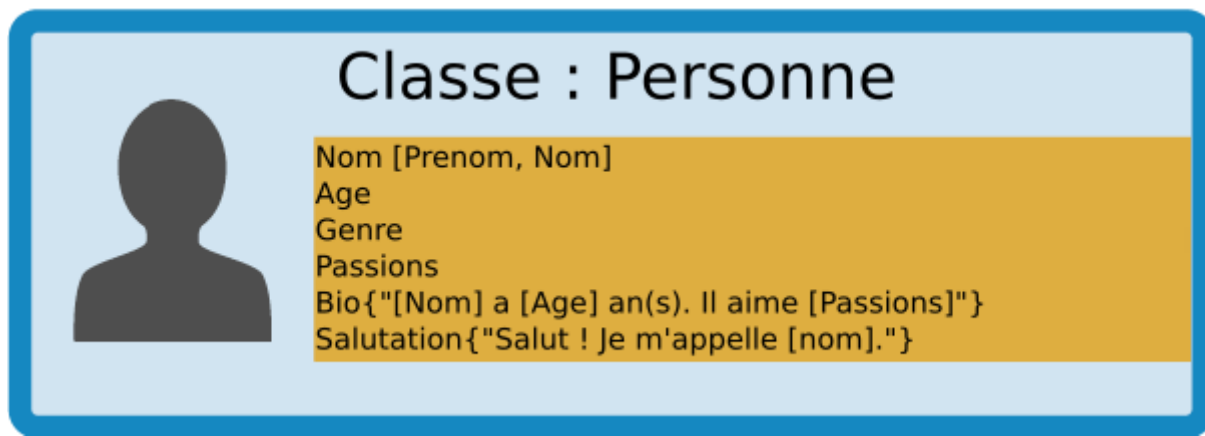 Classe : Personne
Nom [Prenom, Nom]
Age
Genre
Passions
Bio{"[Nom] a [Age] an(s). Il aime [Passions]"}
Salutation{"Salut ! Je m'appelle [nom]."}